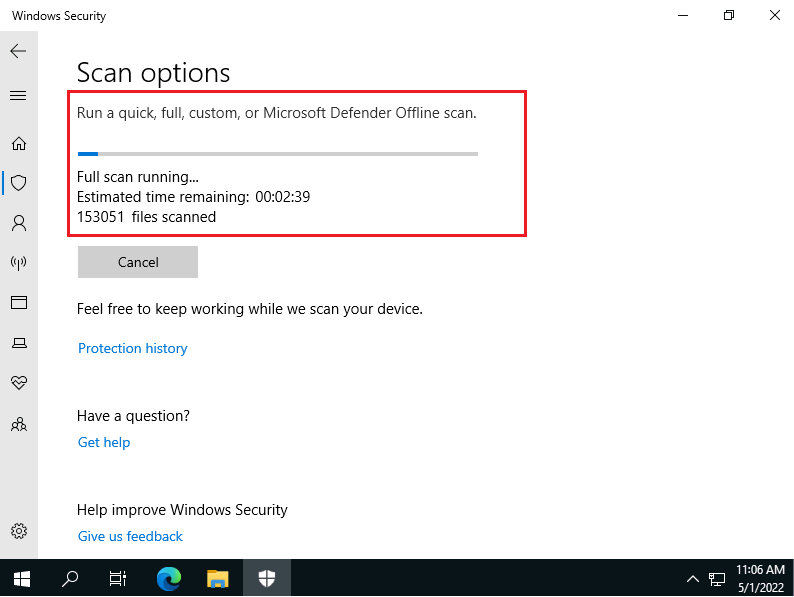 Windows Security
Scan options
Run a quick, full, custom, or Microsoft Defender Offline scan.
Full scan running...
Estimated time remaining: 00:02:39
153051 files scanned
Cancel
Feel free to keep working while we scan your device.
Protection history
Have a question?
Get help
Help improve Windows Security
Give us feedback
11:06 AM
5/1/2022